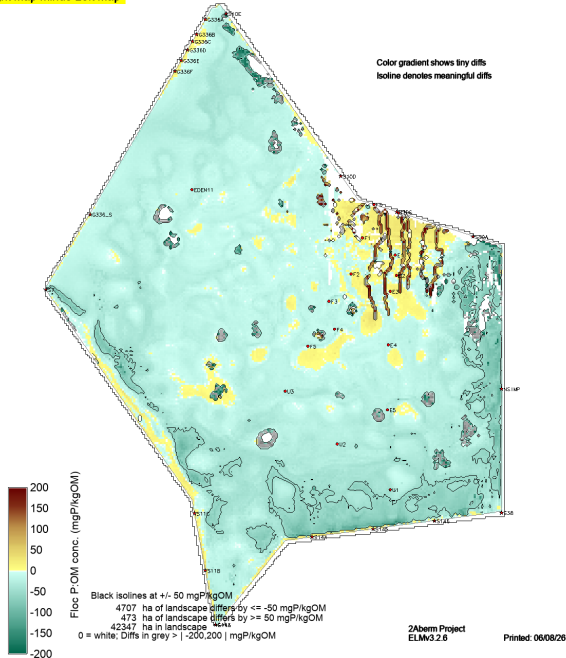 Color gradient shows tiny diffs
Isoline denotes meaningful diffs
G336A
G336B
G336C
G336D
G336E
G336F
EDEN11
G336_S
F1
F2
F3
F4
F5
E4
E5
U3
U2
U1
NSIMP
G38
S11C
S11B
200
150
100
50
0
-50
-100
-150
-200
Floc P:OM conc. (mgP/kgOM)
Black isolines at +/- 50 mgP/kgOM
4707 ha of landscape differs by <= -50 mgP/kgOM
473 ha of landscape differs by >= 50 mgP/kgOM
42347 ha in landscape
0 = white; Diffs in grey > | -200,200 | mgP/kgOM
2Aberm Project
ELMv3.2.6
Printed: 06/08/26